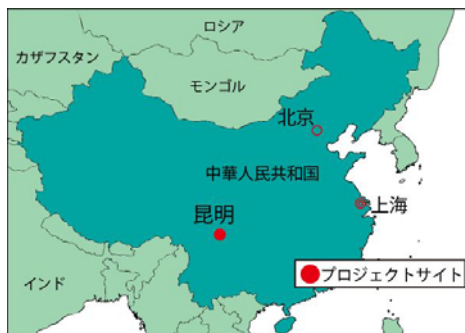 ロシア
カザフスタン
モンゴル
北京
中華人民共和国
上海
昆明
インド
プロジェクトサイト